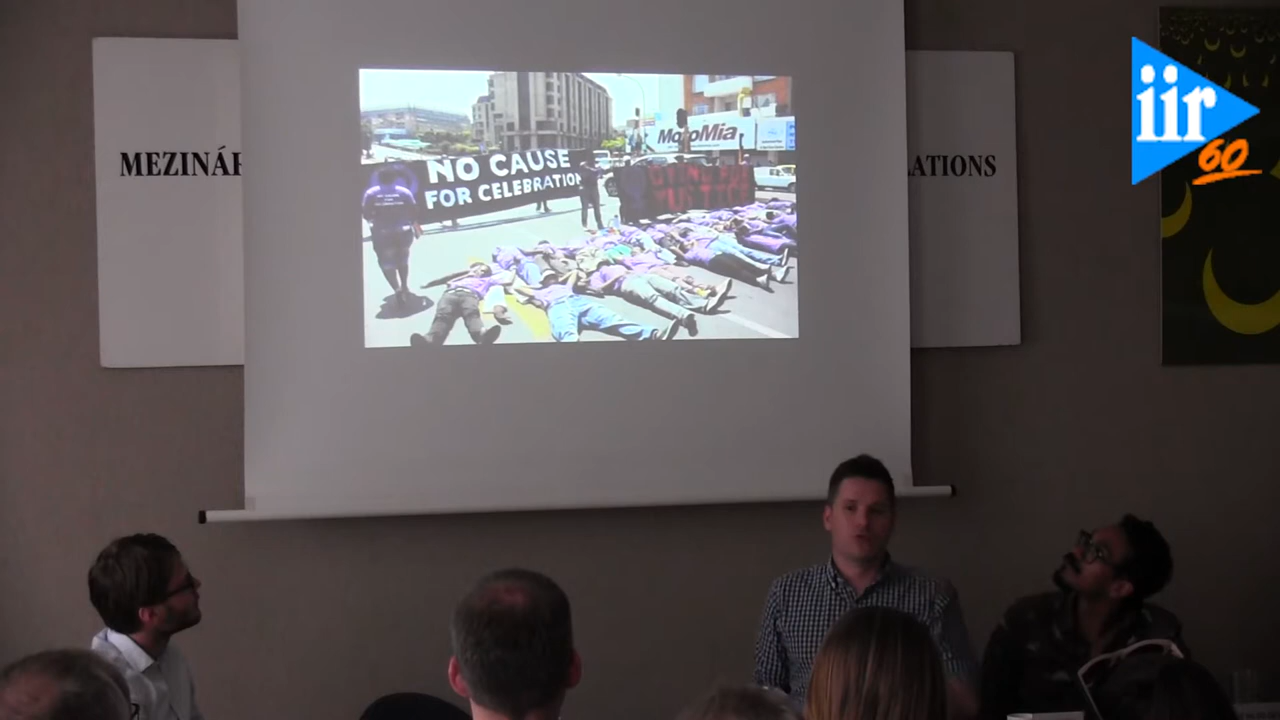 MEZINÁR
ATIONS
iir
60
NO CAUSE
FOR CELEBRATION
MotoMia